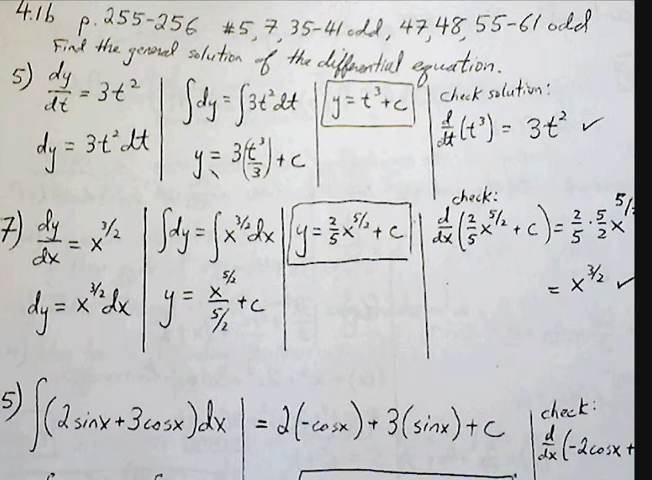 4.1b p. 255-256 #5, 7, 35-41 odd, 47, 48, 55-61 odd
Find the general solution of the differential equation.
5) dy/dt = 3t²
dy = 3t² dt
∫dy = ∫3t² dt
y = 3(t³/3) + c
y = t³ + c
check solution:
d/dt (t³) = 3t² ✓
7) dy/dx = x^3/2
dy = x^3/2 dx
∫dy = ∫x^3/2 dx
y = x^5/2 / 5/2 + c
y = 2/5 x^5/2 + c
check:
d/dx (2/5 x^5/2 + c) = 2/5 · 5/2 x
= x^3/2 ✓
5) ∫(2sinx + 3cosx)dx = 2(-cosx) + 3(sinx) + c
check:
d/dx (-2cosx +